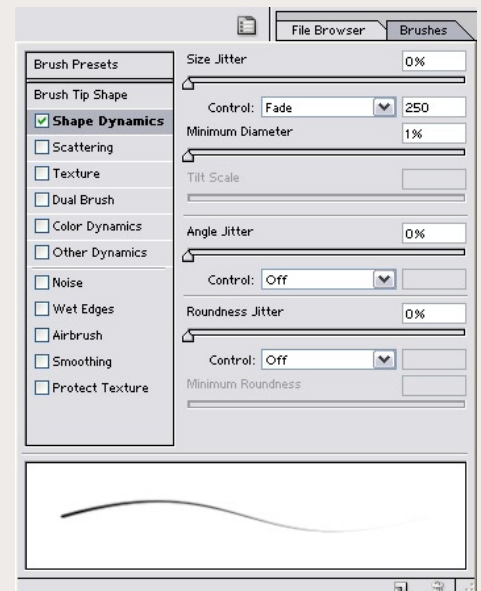 File Browser
Brushes
Brush Presets
Brush Tip Shape
Shape Dynamics
Scattering
Texture
Dual Brush
Color Dynamics
Other Dynamics
Noise
Wet Edges
Airbrush
Smoothing
Protect Texture
Size Jitter 0%
Control: Fade 250
Minimum Diameter 1%
Tilt Scale
Angle Jitter 0%
Control: Off
Roundness Jitter 0%
Control: Off
Minimum Roundness